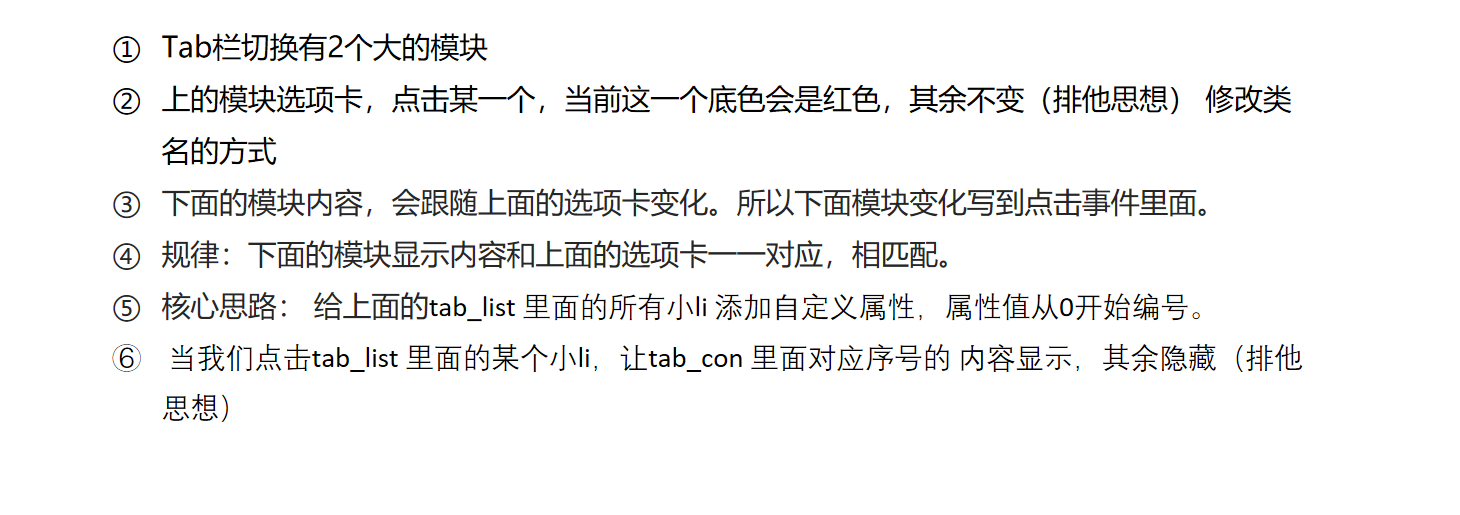 ① Tab栏切换有2个大的模块
② 上的模块选项卡，点击某一个，当前这一个底色会是红色，其余不变（排他思想） 修改类
名的方式
③ 下面的模块内容，会跟随上面的选项卡变化。所以下面模块变化写到点击事件里面。
④ 规律：下面的模块显示内容和上面的选项卡一一对应，相匹配。
⑤ 核心思路： 给上面的tab_list 里面的所有小li 添加自定义属性，属性值从0开始编号。
⑥ 当我们点击tab_list 里面的某个小li，让tab_con 里面对应序号的 内容显示，其余隐藏（排他
思想）